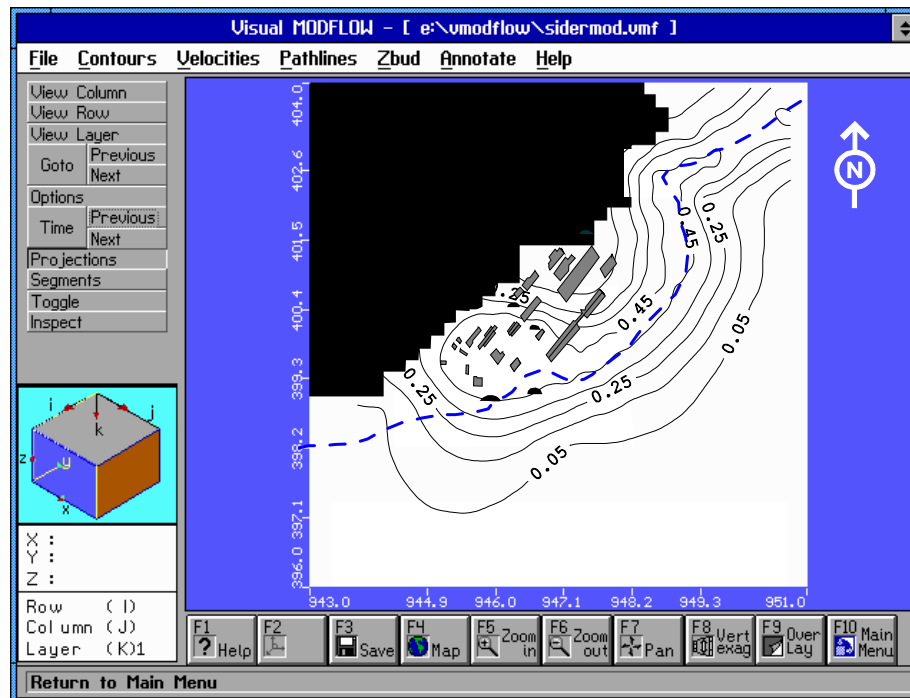 Visual MODFLOW - [ e:\vmodflow\sidermod.vmf ]
File Contours Velocities Pathlines Zbud Annotate Help
View Column
View Row
View Layer
Goto
Previous
Next
Options
Time
Previous
Next
Projections
Segments
Toggle
Inspect
i
j
k
z
y
x
X :
Y :
Z :
Row (I)
Column (J)
Layer (K)1
404.0
402.6
401.5
400.4
399.3
398.2
397.1
396.0
943.0 944.9 946.0 947.1 948.2 949.3 951.0
N
0.45
0.25
.25
0.45
0.05
0.25
0.25
0.05
F1 Help
F2
F3 Save
F4 Map
F5 Zoom in
F6 Zoom out
F7 Pan
F8 Vert exag
F9 Over Lay
F10 Main Menu
Return to Main Menu